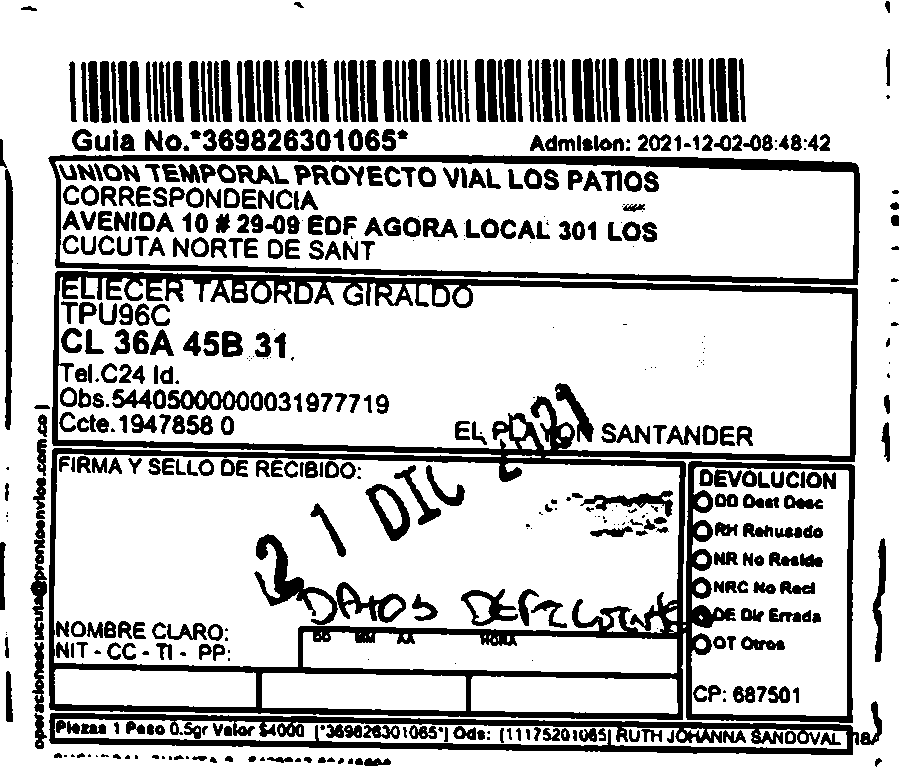 Guia No.*369826301065*
Admision: 2021-12-02-08:48:42
UNION TEMPORAL PROYECTO VIAL LOS PATIOS
CORRESPONDENCIA
AVENIDA 10 # 29-09 EDF AGORA LOCAL 301 LOS
CUCUTA NORTE DE SANT
ELIECER TABORDA GIRALDO
TPU96C
CL 36A 45B 31
Tel.C24 Id.
Obs.54405000000031977719
Ccte.1947858 0
EL SANTANDER
FIRMA Y SELLO DE RECIBIDO:
21 DIC 2021
DATOS DEFICIENTES
NOMBRE CLARO:
NIT - CC - TI - PP:
DD MM AA HORA
DEVOLUCION
DD Dest Desc
RH Rehusado
NR No Reside
NRC No Recl
DE Dir Errada
OT Otros
CP: 687501
Piezas 1 Peso 0.5gr Valor $4000 [*369826301065*] Ods: [11175201065] RUTH JOHANNA SANDOVAL
operacionescucuta@prontoenvios.com.co |